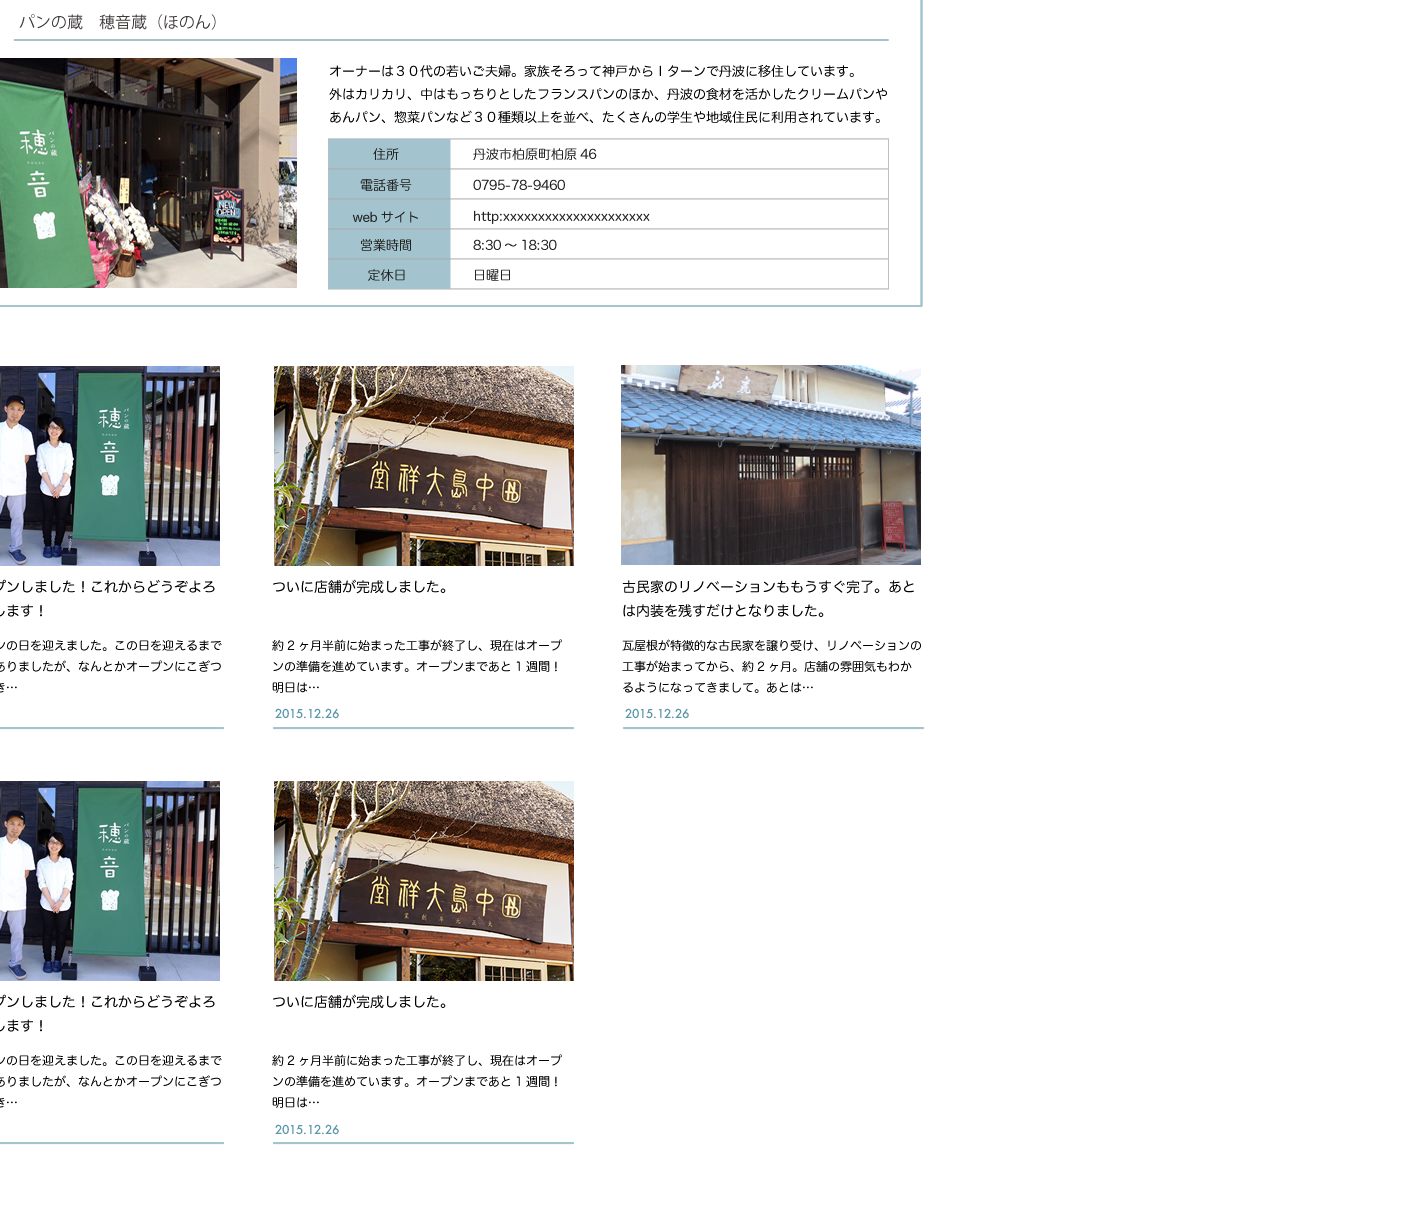 パンの蔵　穂音蔵（ほのん）
オーナーは３０代の若いご夫婦。家族そろって神戸からＩターンで丹波に移住しています。
外はカリカリ、中はもっちりとしたフランスパンのほか、丹波の食材を活かしたクリームパンや
あんパン、惣菜パンなど３０種類以上を並べ、たくさんの学生や地域住民に利用されています。
住所 丹波市柏原町柏原 46
電話番号 0795-78-9460
web サイト http:xxxxxxxxxxxxxxxxxxxxx
営業時間 8:30 〜 18:30
定休日 日曜日
パンの蔵
穂音
NEW
OPEN
パンの蔵
穂音
中島大祥堂
大正元年創業
プンしました！これからどうぞよろ
します！
ンの日を迎えました。この日を迎えるまで
ありましたが、なんとかオープンにこぎつ
き…
ついに店舗が完成しました。
約２ヶ月半前に始まった工事が終了し、現在はオープ
ンの準備を進めています。オープンまであと 1 週間！
明日は…
2015.12.26
古民家のリノベーションももうすぐ完了。あと
は内装を残すだけとなりました。
瓦屋根が特徴的な古民家を譲り受け、リノベーションの
工事が始まってから、約２ヶ月。店舗の雰囲気もわか
るようになってきまして。あとは…
2015.12.26
パンの蔵
穂音
中島大祥堂
大正元年創業
プンしました！これからどうぞよろ
します！
ンの日を迎えました。この日を迎えるまで
ありましたが、なんとかオープンにこぎつ
き…
ついに店舗が完成しました。
約２ヶ月半前に始まった工事が終了し、現在はオープ
ンの準備を進めています。オープンまであと 1 週間！
明日は…
2015.12.26